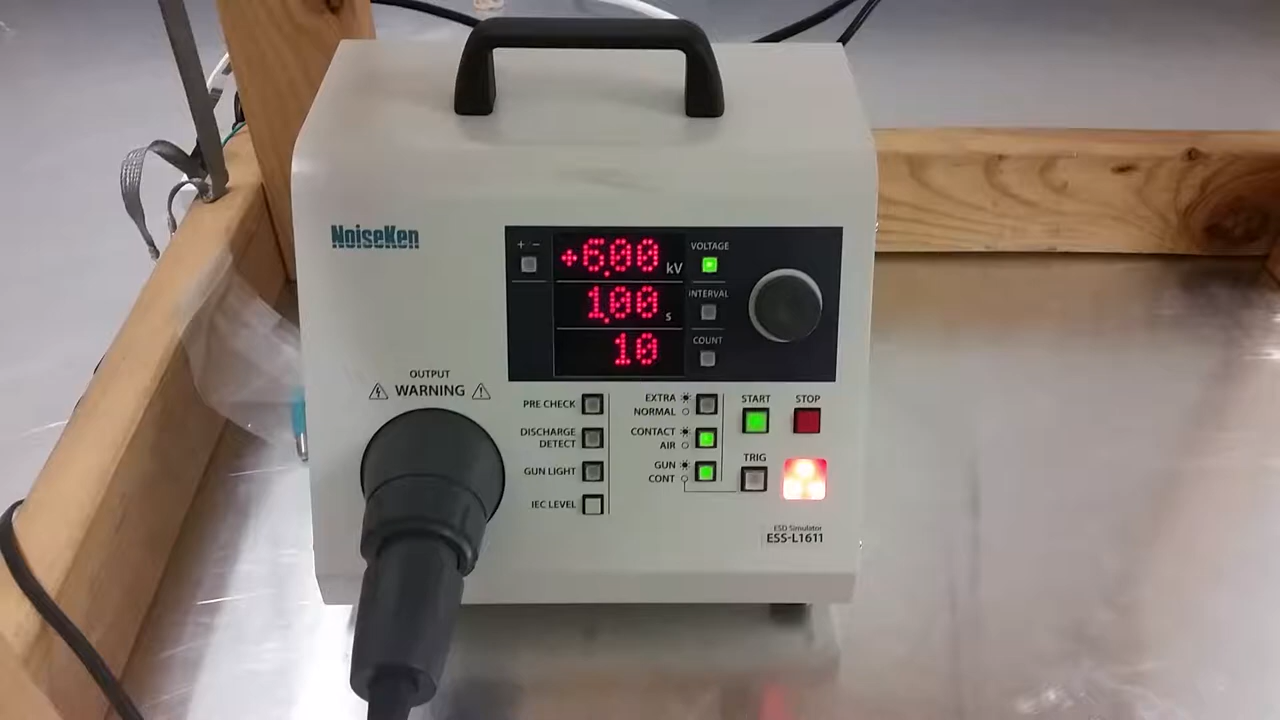 NoiseKen
+ −
+6.00 kV
VOLTAGE
1.00 s
INTERVAL
10
COUNT
OUTPUT
WARNING
PRE CHECK
DISCHARGE
DETECT
GUN LIGHT
IEC LEVEL
EXTRA
NORMAL
CONTACT
AIR
GUN
CONT
START
STOP
TRIG
ESD Simulator
ESS-L1611